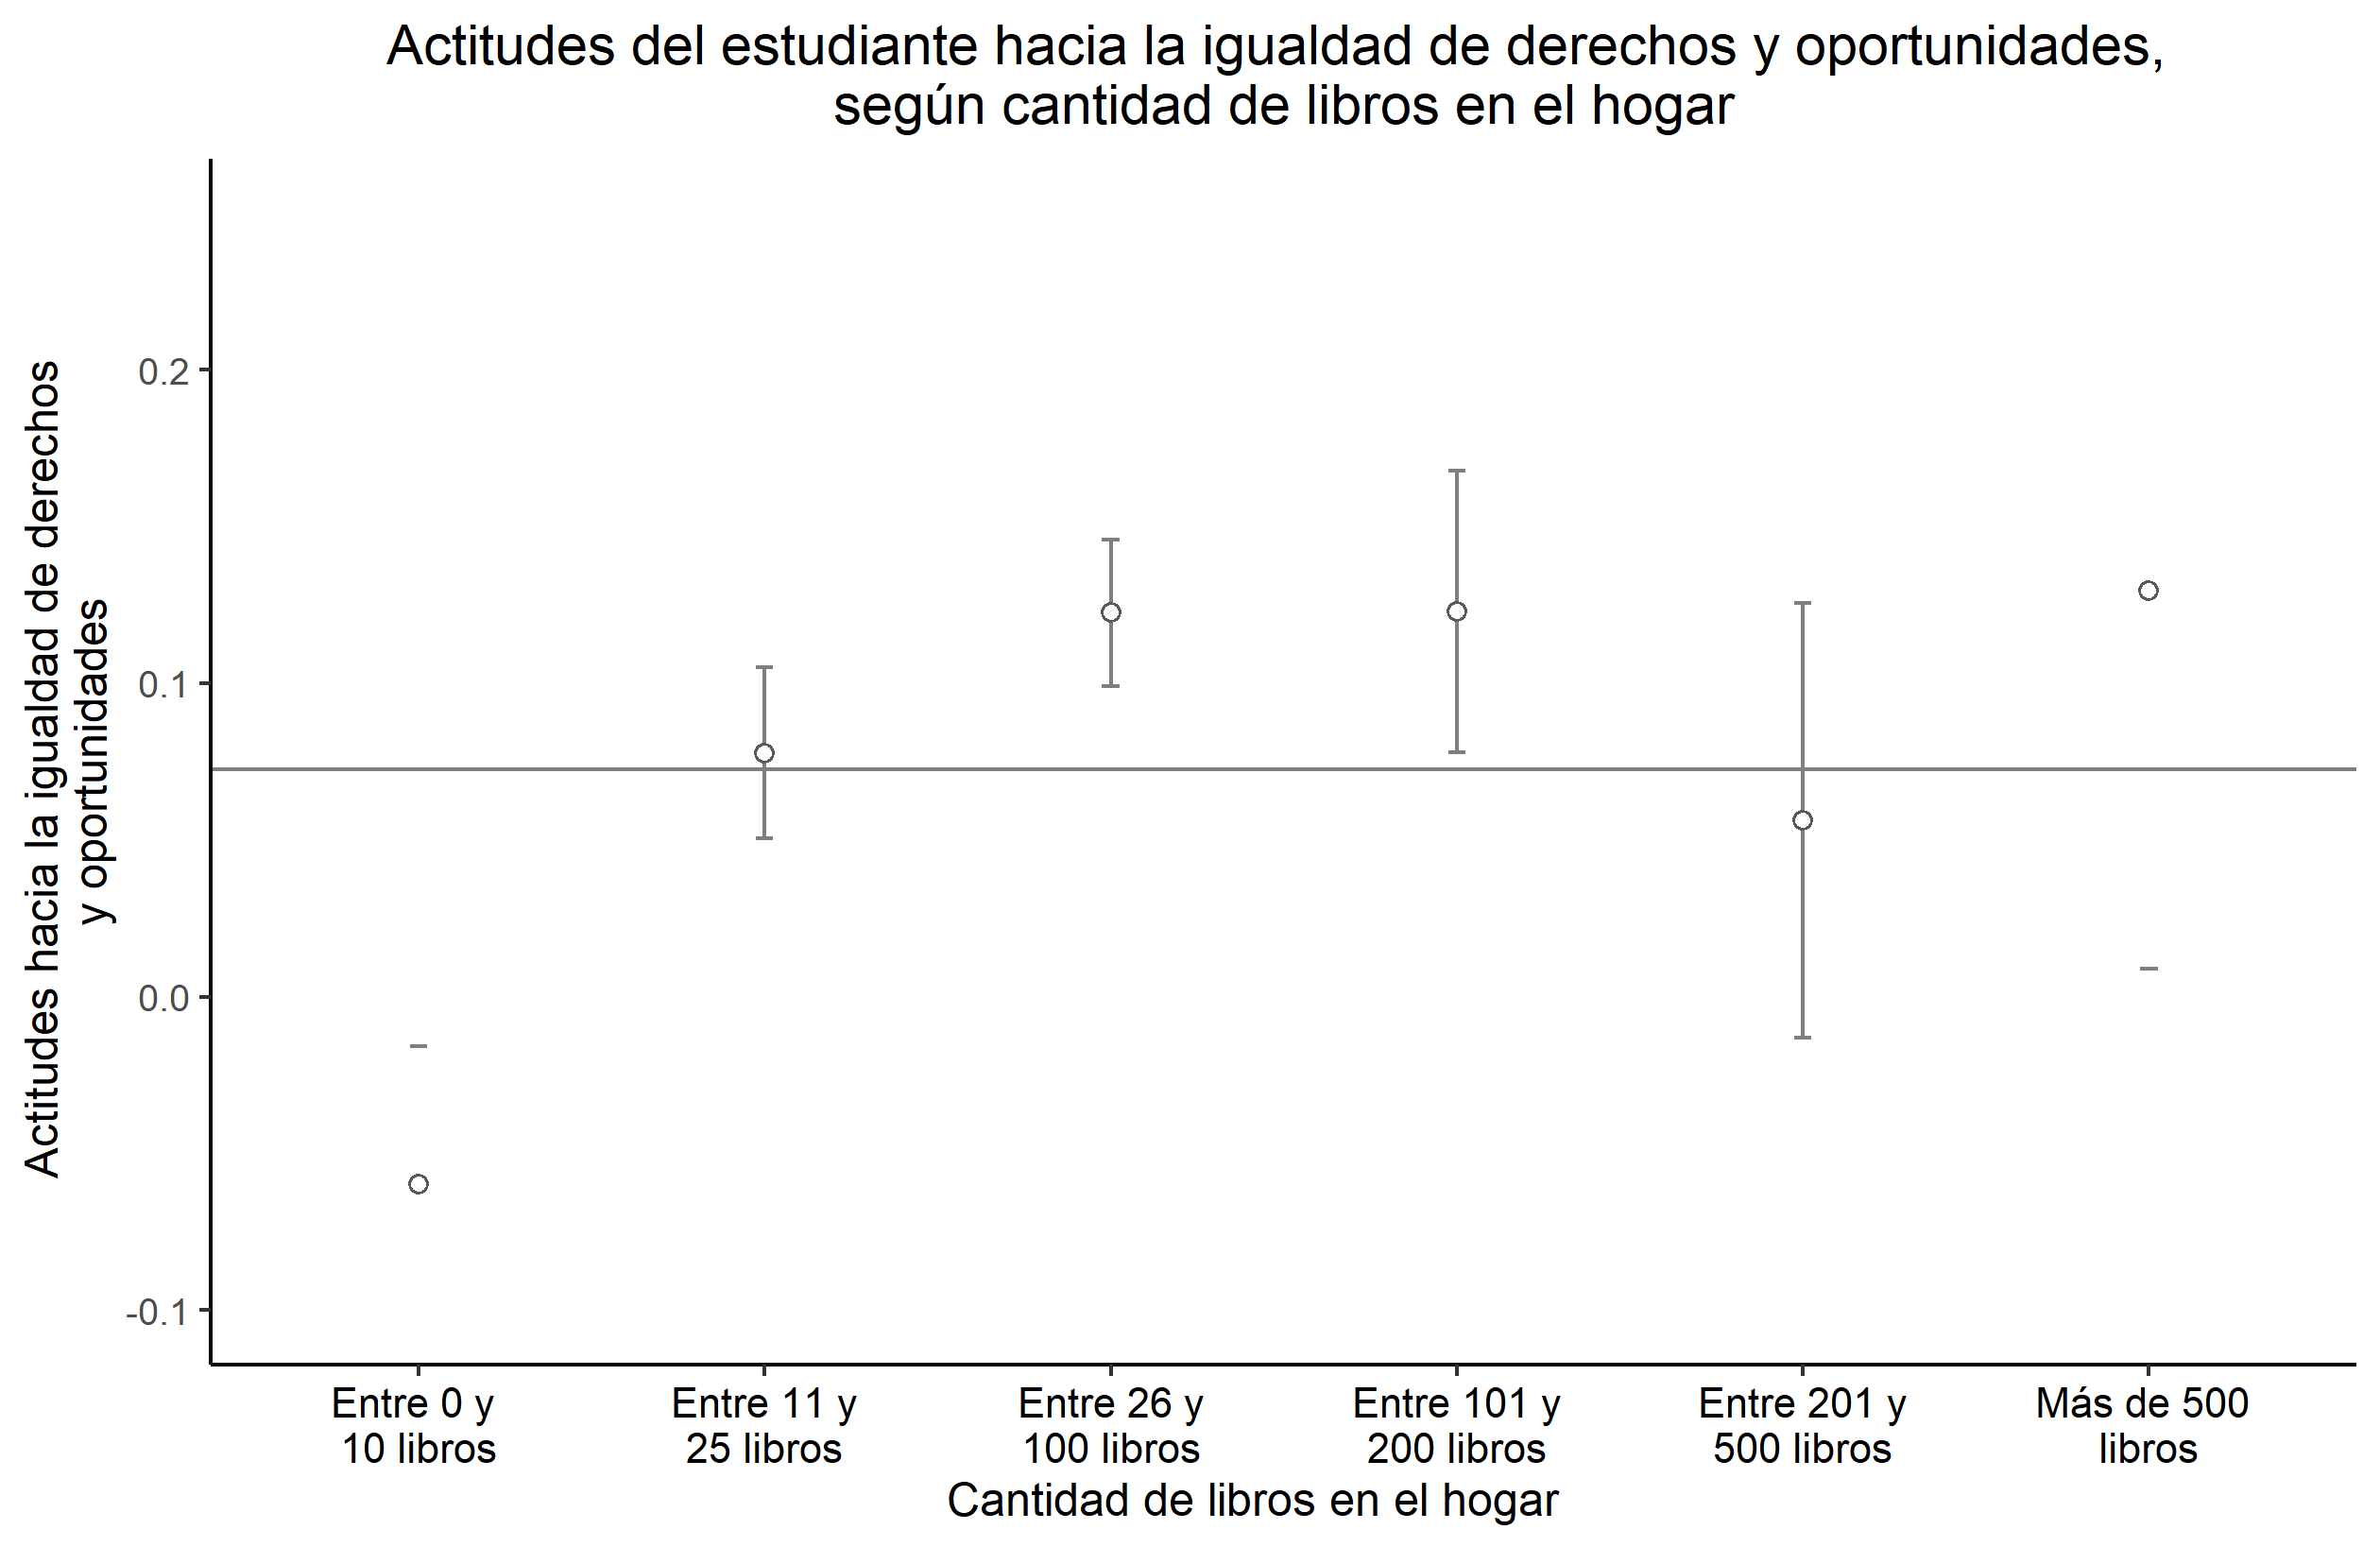 Actitudes del estudiante hacia la igualdad de derechos y oportunidades,
según cantidad de libros en el hogar
Actitudes hacia la igualdad de derechos
y oportunidades
0.2
0.1
0.0
-0.1
Entre 0 y
10 libros
Entre 11 y
25 libros
Entre 26 y
100 libros
Entre 101 y
200 libros
Entre 201 y
500 libros
Más de 500
libros
Cantidad de libros en el hogar